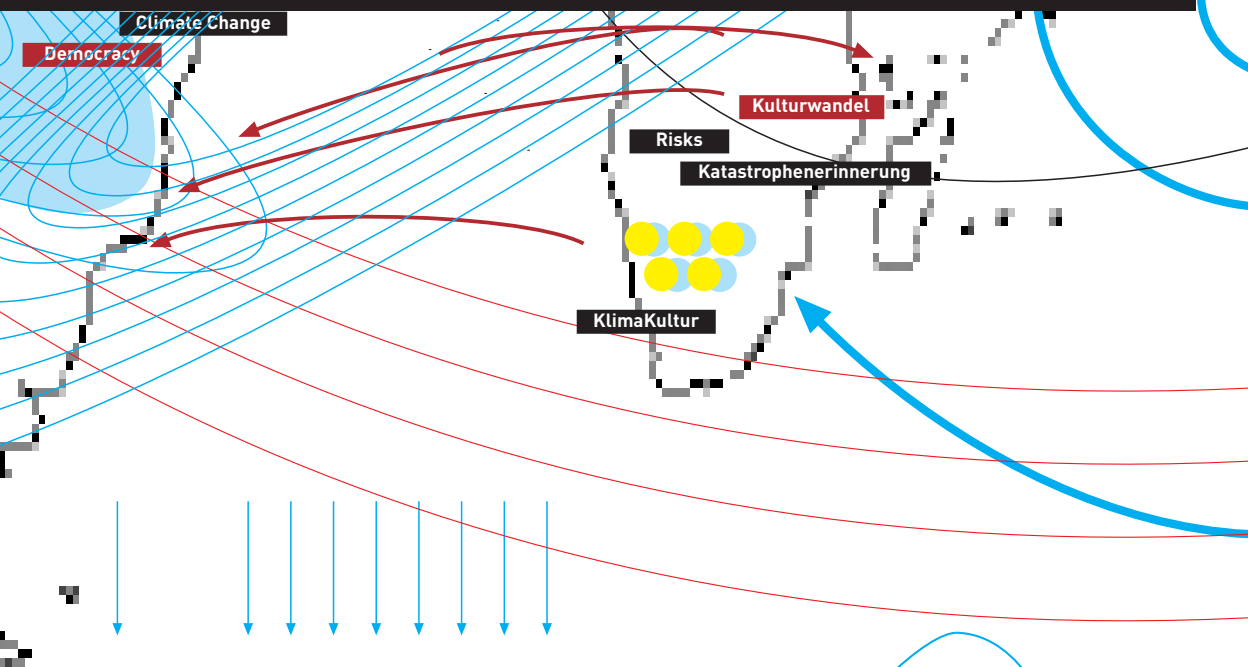 Climate Change
Democracy
Kulturwandel
Risks
Katastrophenerinnerung
KlimaKultur